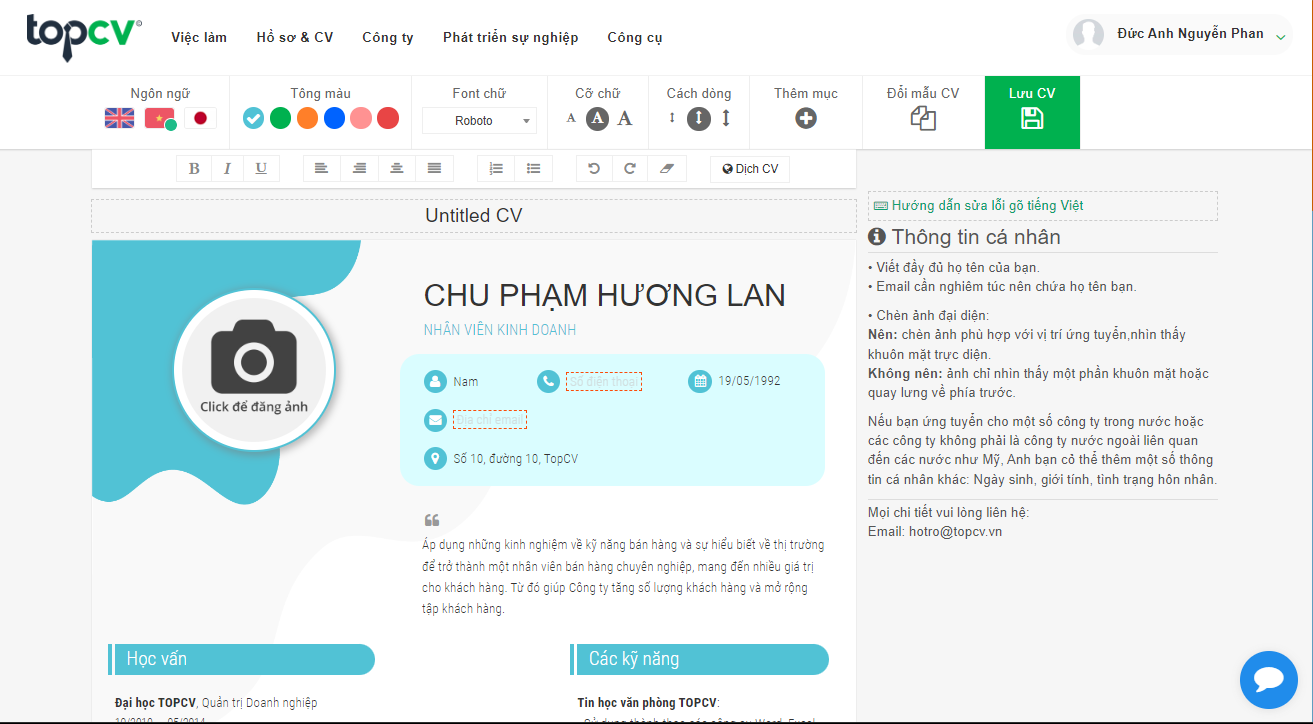 topcv®
Việc làm
Hồ sơ & CV
Công ty
Phát triển sự nghiệp
Công cụ
Đức Anh Nguyễn Phan
Ngôn ngữ
Tông màu
Font chữ
Cỡ chữ
Cách dòng
Thêm mục
Đổi mẫu CV
Lưu CV
Roboto
A A A
B I U
Dịch CV
Untitled CV
Hướng dẫn sửa lỗi gõ tiếng Việt
Thông tin cá nhân
• Viết đầy đủ họ tên của bạn.
• Email cần nghiêm túc nên chứa họ tên bạn.
• Chèn ảnh đại diện:
Nên: chèn ảnh phù hợp với vị trí ứng tuyển,nhìn thấy
khuôn mặt trực diện.
Không nên: ảnh chỉ nhìn thấy một phần khuôn mặt hoặc
quay lưng về phía trước.
Nếu bạn ứng tuyển cho một số công ty trong nước hoặc
các công ty không phải là công ty nước ngoài liên quan
đến các nước như Mỹ, Anh bạn có thể thêm một số thông
tin cá nhân khác: Ngày sinh, giới tính, tình trạng hôn nhân.
Mọi chi tiết vui lòng liên hệ:
Email: hotro@topcv.vn
Click để đăng ảnh
CHU PHẠM HƯƠNG LAN
NHÂN VIÊN KINH DOANH
Nam
Số điện thoại
19/05/1992
Địa chỉ email
Số 10, đường 10, TopCV
Áp dụng những kinh nghiệm về kỹ năng bán hàng và sự hiểu biết về thị trường
để trở thành một nhân viên bán hàng chuyên nghiệp, mang đến nhiều giá trị
cho khách hàng. Từ đó giúp Công ty tăng số lượng khách hàng và mở rộng
tập khách hàng.
Học vấn
Đại học TOPCV, Quản trị Doanh nghiệp
10/2010 - 05/2014
Các kỹ năng
Tin học văn phòng TOPCV:
- Sử dụng thành thạo các công cụ Word, Excel,